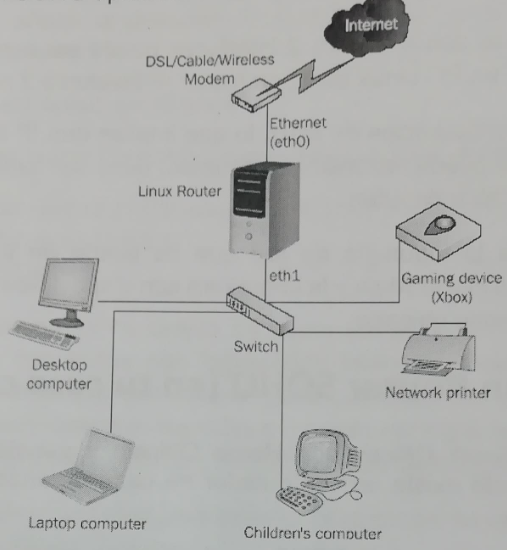 Internet
DSL/Cable/Wireless
Modem
Ethernet
(eth0)
Linux Router
eth1
Gaming device
(Xbox)
Switch
Desktop
computer
Network printer
Laptop computer
Children's computer